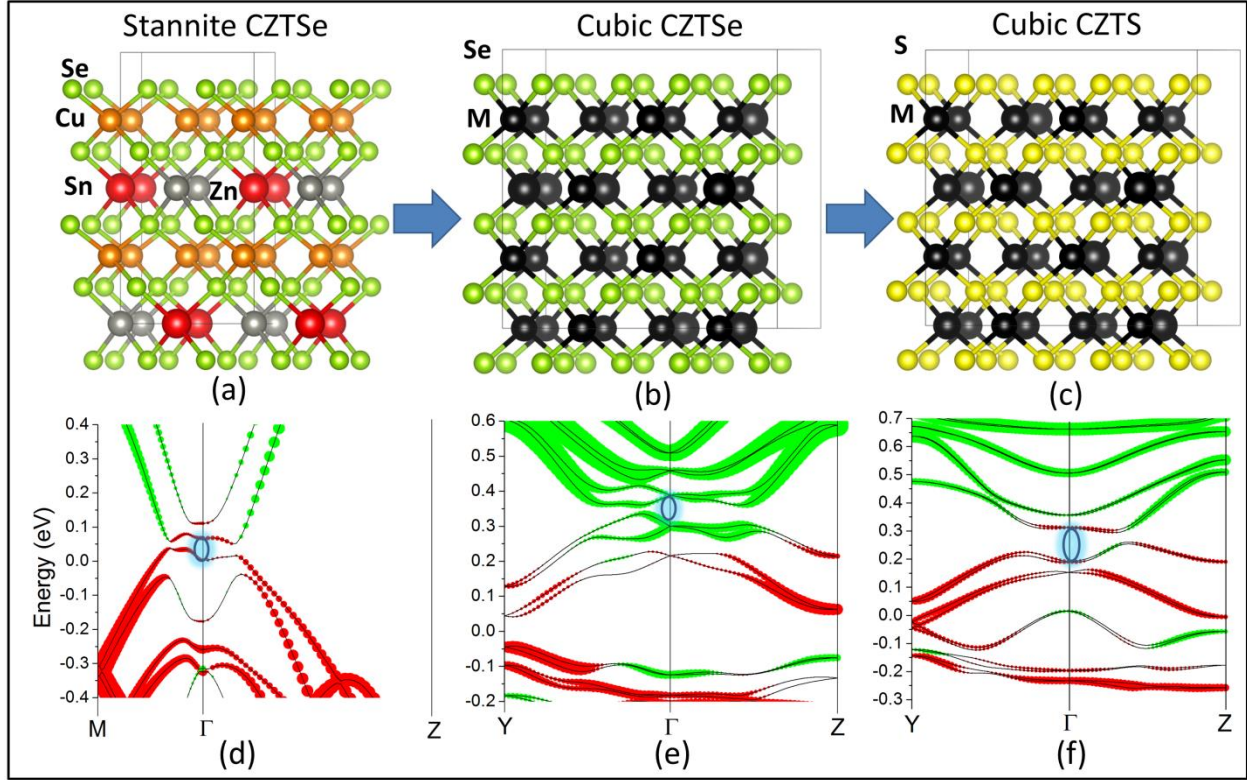 Stannite CZTSe
Cubic CZTSe
Cubic CZTS
Se
Cu
Sn
Zn
Se
M
S
M
(a)
(b)
(c)
Energy (eV)
0.4
0.3
0.2
0.1
0.0
-0.1
-0.2
-0.3
-0.4
M Γ Z
(d)
0.6
0.5
0.4
0.3
0.2
0.1
0.0
-0.1
-0.2
Y Γ Z
(e)
0.7
0.6
0.5
0.4
0.3
0.2
0.1
0.0
-0.1
-0.2
-0.3
Y Γ Z
(f)